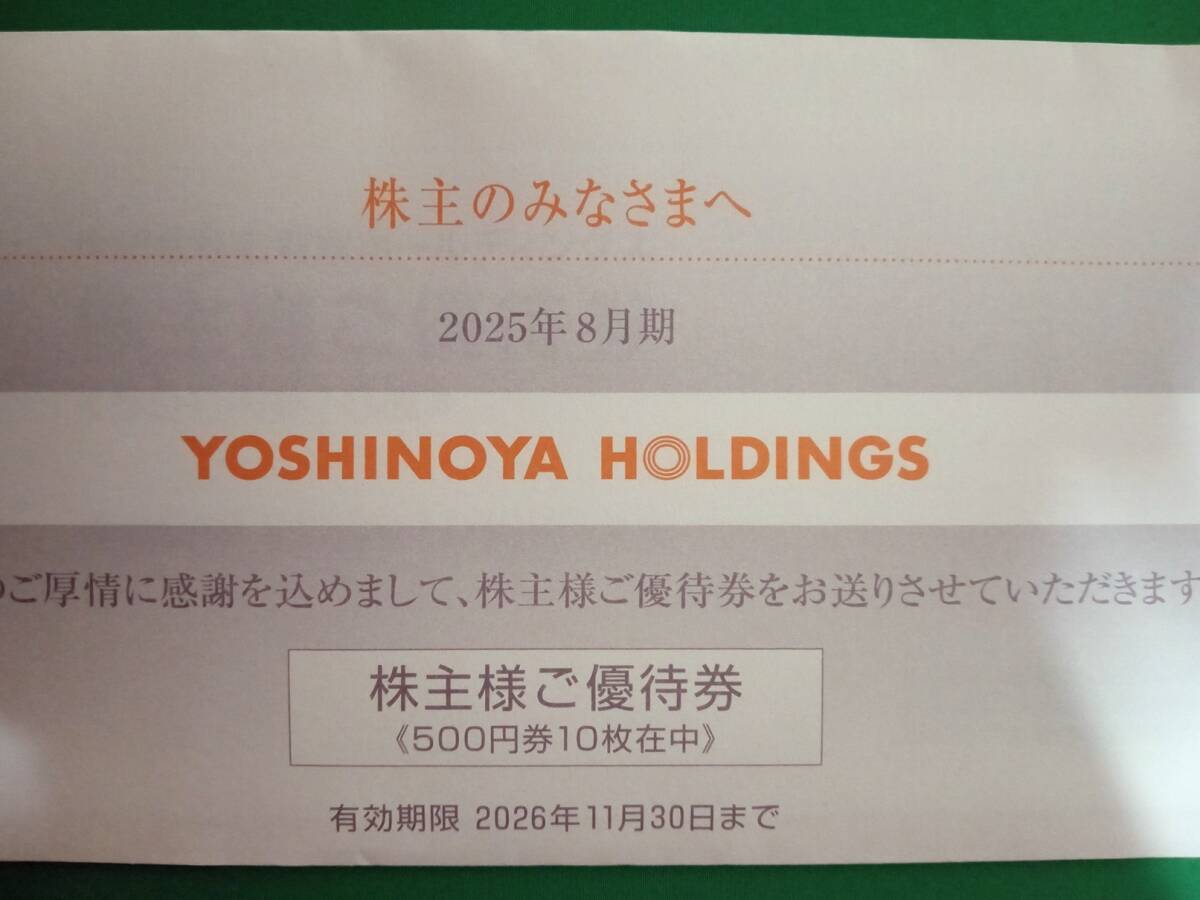 株主のみなさまへ
2025年8月期
YOSHINOYA HOLDINGS
のご厚情に感謝を込めまして、株主様ご優待券をお送りさせていただきます
株主様ご優待券
《500円券10枚在中》
有効期限 2026年11月30日まで